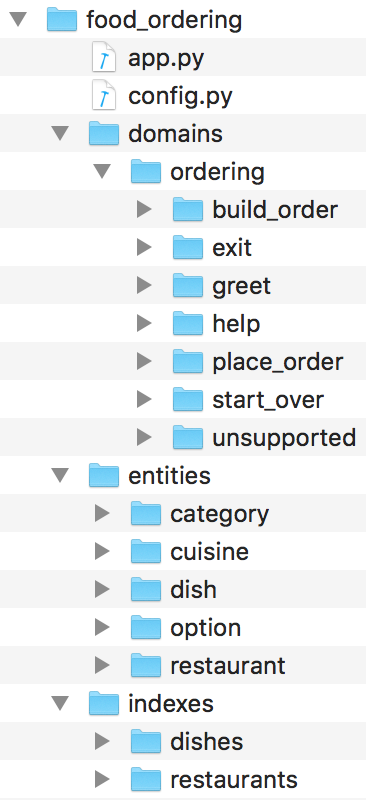 food_ordering
app.py
config.py
domains
ordering
build_order
exit
greet
help
place_order
start_over
unsupported
entities
category
cuisine
dish
option
restaurant
indexes
dishes
restaurants